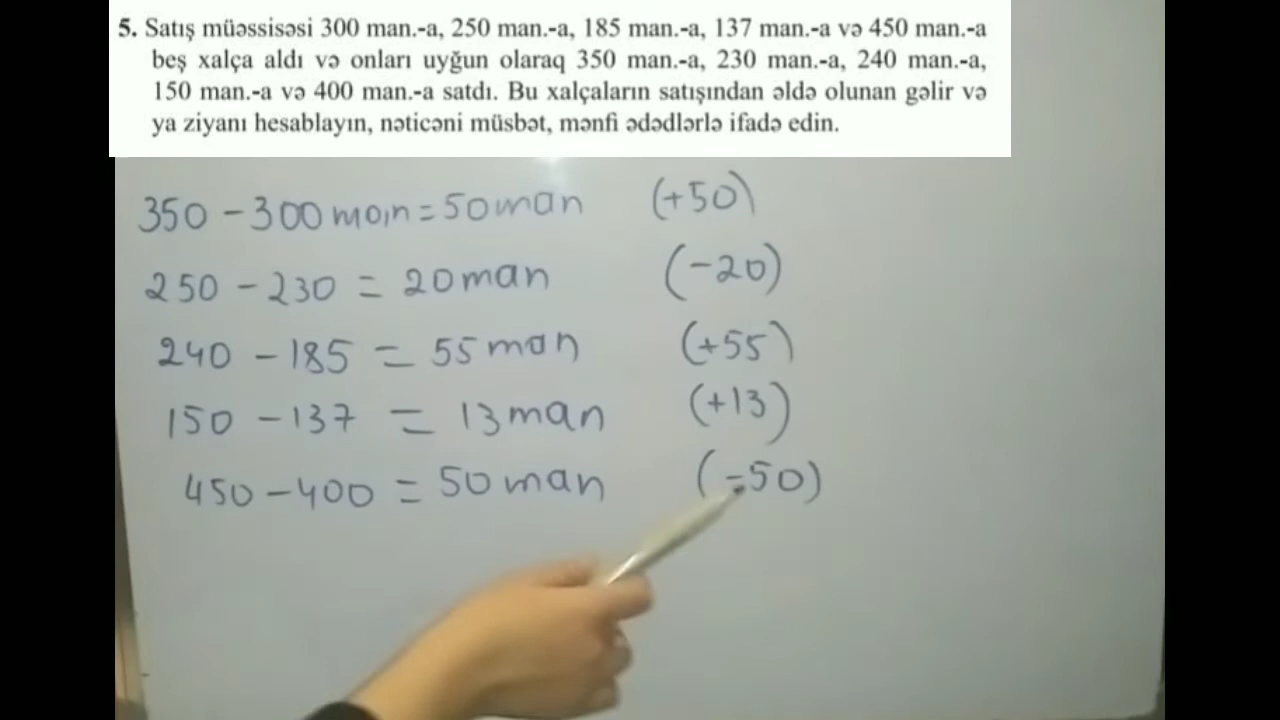 5. Satış müəssisəsi 300 man.-a, 250 man.-a, 185 man.-a, 137 man.-a və 450 man.-a
beş xalça aldı və onları uyğun olaraq 350 man.-a, 230 man.-a, 240 man.-a,
150 man.-a və 400 man.-a satdı. Bu xalçaların satışından əldə olunan gəlir və
ya ziyanı hesablayın, nəticəni müsbət, mənfi ədədlərlə ifadə edin.
350 - 300 man = 50 man (+50)
250 - 230 = 20 man (-20)
240 - 185 = 55 man (+55)
150 - 137 = 13 man (+13)
450 - 400 = 50 man (-50)